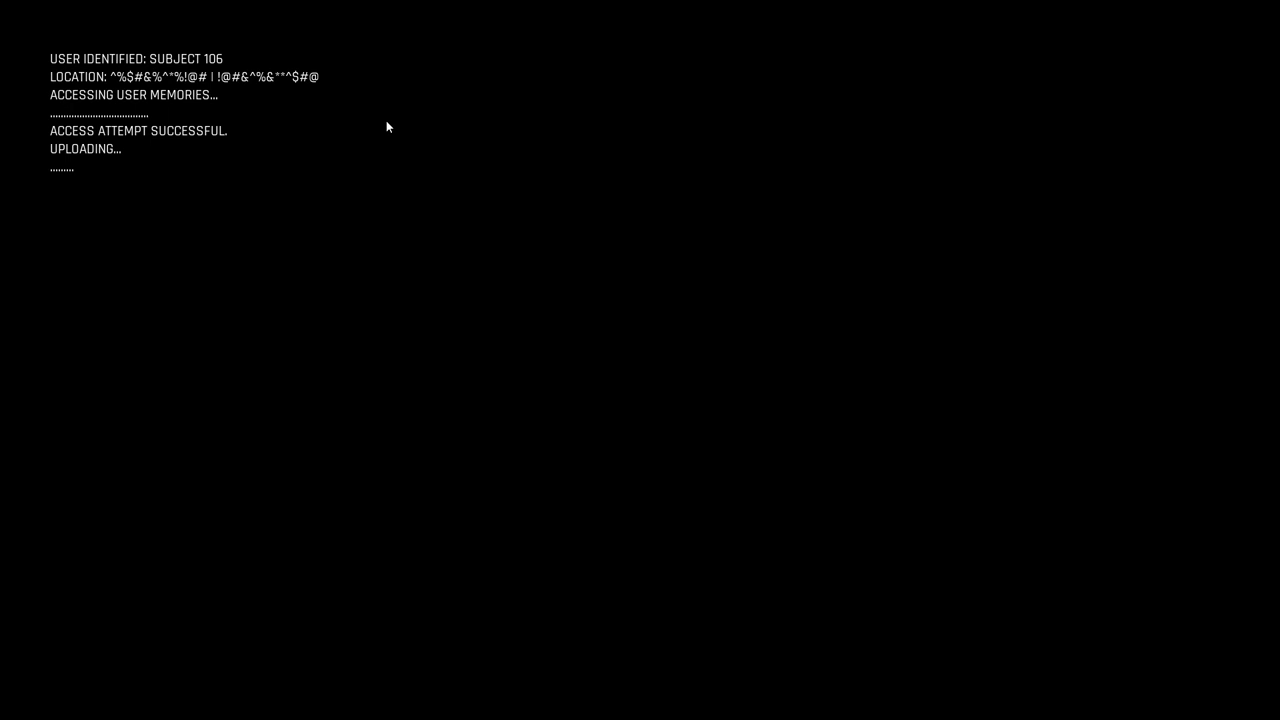 USER IDENTIFIED: SUBJECT 106
LOCATION: ^%$#&%^*%!@# | !@#&^%&**^$#@
ACCESSING USER MEMORIES...
.....................................
ACCESS ATTEMPT SUCCESSFUL.
UPLOADING...
.........